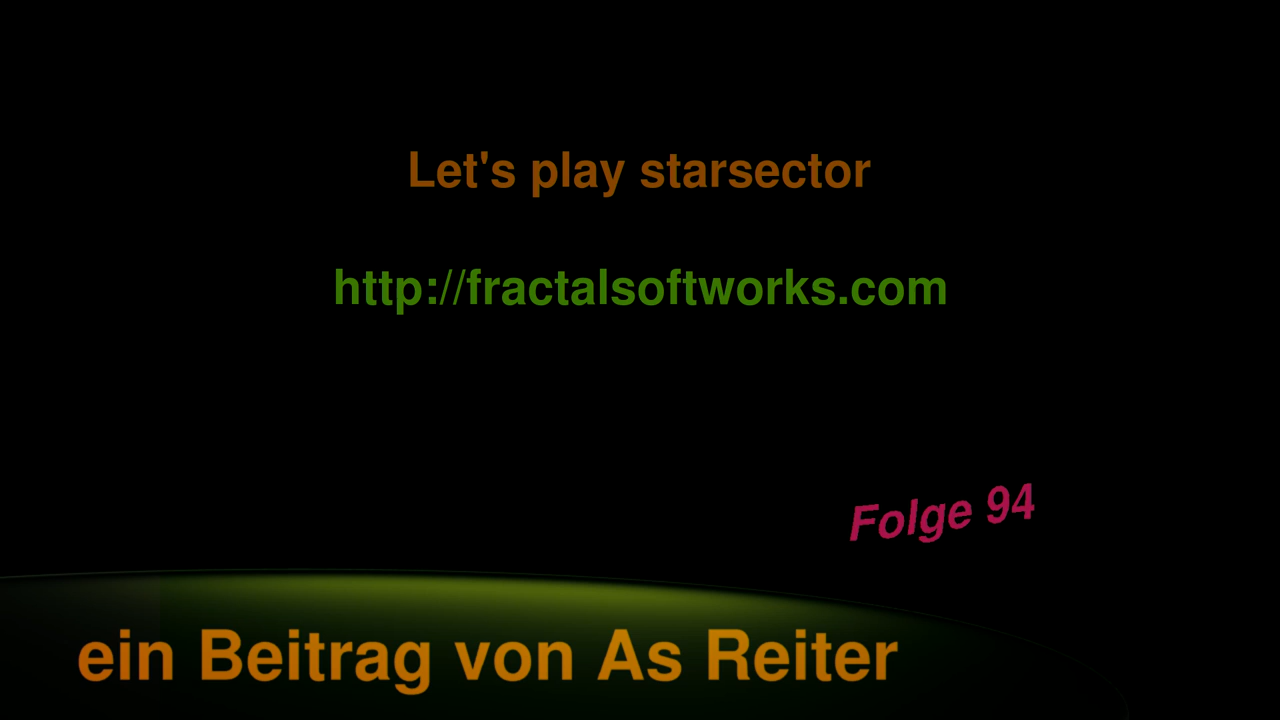 Let's play starsector
http://fractalsoftworks.com
Folge 94
ein Beitrag von As Reiter